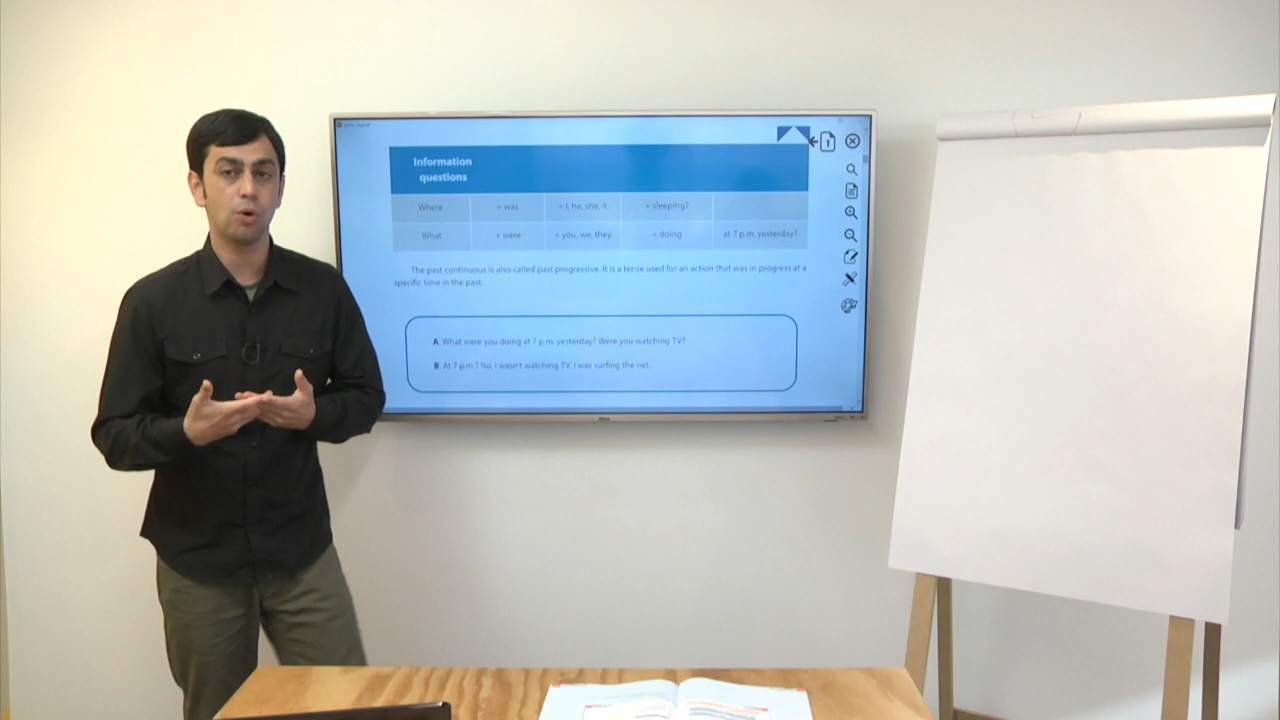 Information
questions
Where + was + I, he, she, it + sleeping?
What + were + you, we, they + doing at 7 p.m. yesterday?
The past continuous is also called past progressive. It is a tense used for an action that was in progress at a
specific time in the past.
A: What were you doing at 7 p.m. yesterday? Were you watching TV?
B: At 7 p.m.? No, I wasn't watching TV. I was surfing the net.